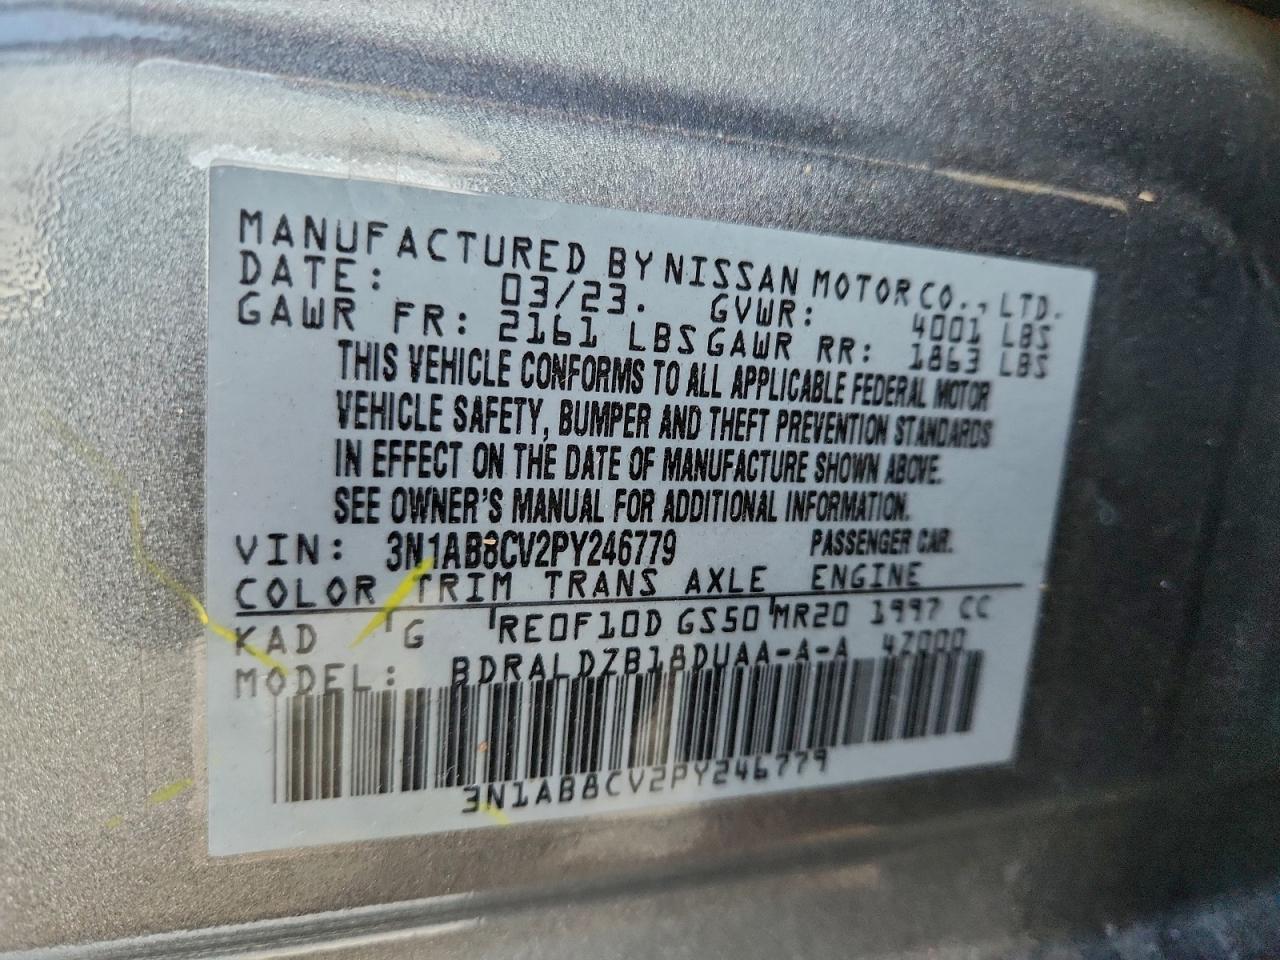 MANUFACTURED BY NISSAN MOTOR CO., LTD.
DATE: 03/23. GVWR: 4001 LBS
GAWR FR: 2161 LBS GAWR RR: 1863 LBS
THIS VEHICLE CONFORMS TO ALL APPLICABLE FEDERAL MOTOR
VEHICLE SAFETY, BUMPER AND THEFT PREVENTION STANDARDS
IN EFFECT ON THE DATE OF MANUFACTURE SHOWN ABOVE.
SEE OWNER'S MANUAL FOR ADDITIONAL INFORMATION.
VIN: 3N1AB8CV2PY246779 PASSENGER CAR.
COLOR TRIM TRANS AXLE ENGINE
KAD G RE0F10D GS50 MR20 1997 CC
MODEL: BDRALDZB18DUAA-A-A 4Z000
3N1AB8CV2PY246779